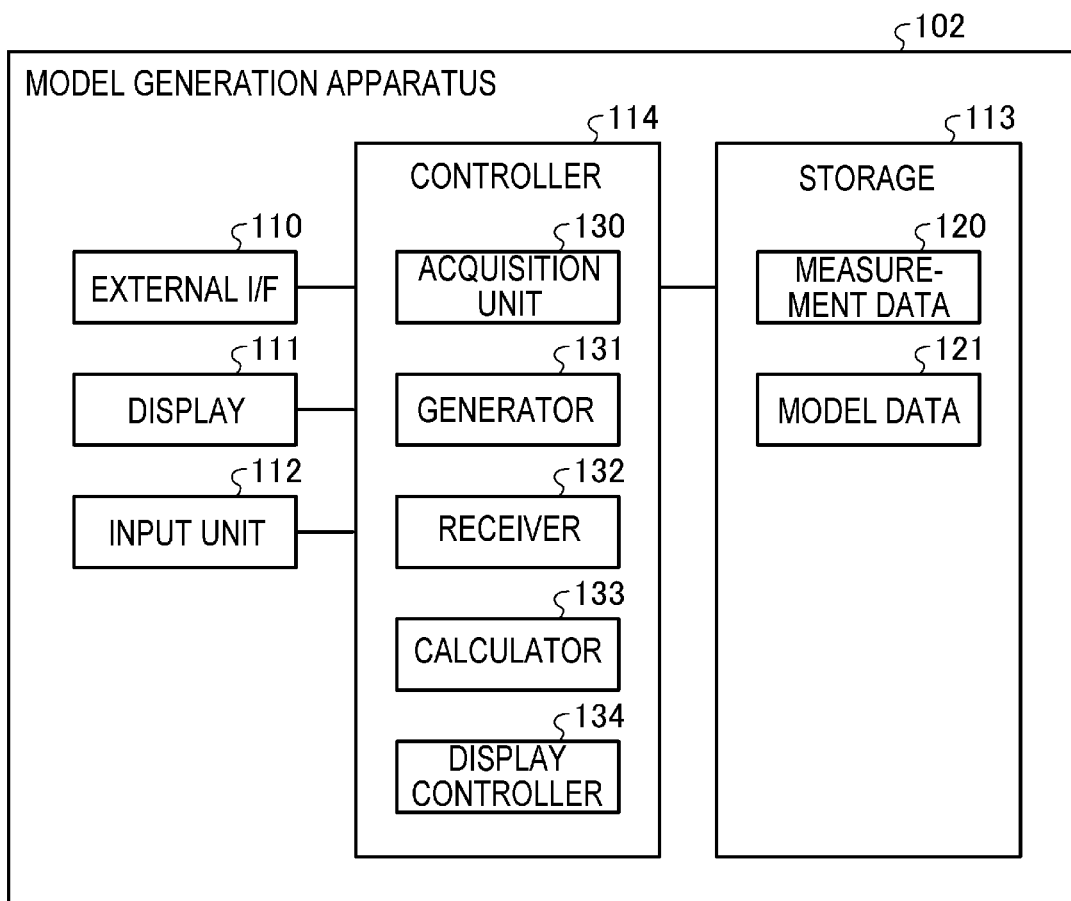 102
MODEL GENERATION APPARATUS
114
CONTROLLER
113
STORAGE
110
EXTERNAL I/F
130
ACQUISITION
UNIT
120
MEASURE-
MENT DATA
111
DISPLAY
131
GENERATOR
121
MODEL DATA
112
INPUT UNIT
132
RECEIVER
133
CALCULATOR
134
DISPLAY
CONTROLLER